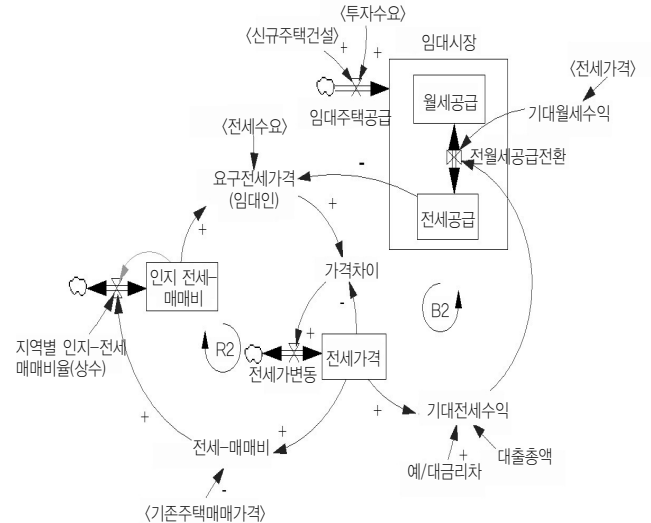 〈투자수요〉
〈신규주택건설〉
+
+
임대시장
〈전세가격〉
월세공급
임대주택공급
기대월세수익
〈전세수요〉
전월세공급전환
-
요구전세가격
(임대인)
+
전세공급
+
가격차이
인지 전세-
매매비
-
B2
지역별 인지-전세
매매비율(상수)
R2
+
전세가변동
전세가격
+
+
+
기대전세수익
전세-매매비
+
대출총액
예/대금리차
-
〈기존주택매매가격〉